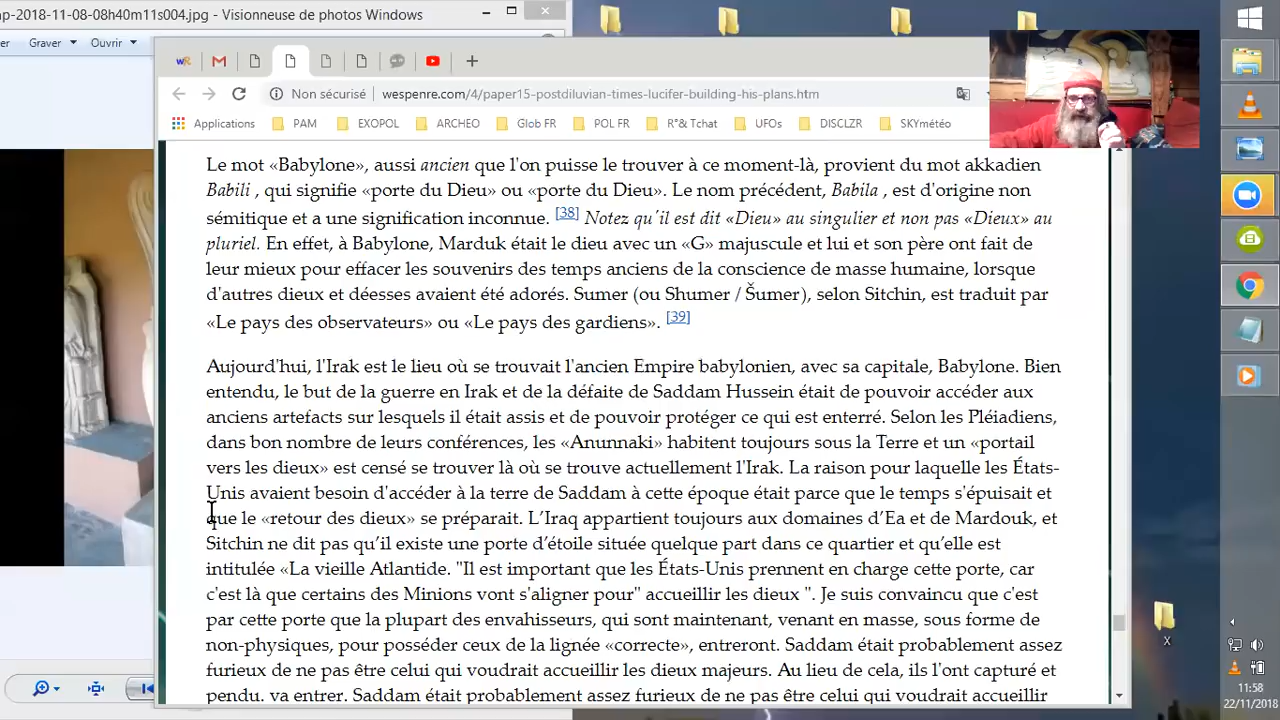 ap-2018-11-08-08h40m11s004.jpg - Visionneuse de photos Windows
Graver
Ouvrir
Non sécurisé
wespenre.com/4/paper15-postdiluvian-times-lucifer-building-his-plans.htm
Applications PAM EXOPOL ARCHEO Glob FR POL FR R°& Tchat UFOs DISCLZR SKYmétéo
Le mot «Babylone», aussi ancien que l'on puisse le trouver à ce moment-là, provient du mot akkadien
Babili , qui signifie «porte du Dieu» ou «porte du Dieu». Le nom précédent, Babila , est d'origine non
sémitique et a une signification inconnue. [38] Notez qu'il est dit «Dieu» au singulier et non pas «Dieux» au
pluriel. En effet, à Babylone, Marduk était le dieu avec un «G» majuscule et lui et son père ont fait de
leur mieux pour effacer les souvenirs des temps anciens de la conscience de masse humaine, lorsque
d'autres dieux et déesses avaient été adorés. Sumer (ou Shumer / Šumer), selon Sitchin, est traduit par
«Le pays des observateurs» ou «Le pays des gardiens». [39]
Aujourd'hui, l'Irak est le lieu où se trouvait l'ancien Empire babylonien, avec sa capitale, Babylone. Bien
entendu, le but de la guerre en Irak et de la défaite de Saddam Hussein était de pouvoir accéder aux
anciens artefacts sur lesquels il était assis et de pouvoir protéger ce qui est enterré. Selon les Pléiadiens,
dans bon nombre de leurs conférences, les «Anunnaki» habitent toujours sous la Terre et un «portail
vers les dieux» est censé se trouver là où se trouve actuellement l'Irak. La raison pour laquelle les États-
Unis avaient besoin d'accéder à la terre de Saddam à cette époque était parce que le temps s'épuisait et
que le «retour des dieux» se préparait. L’Iraq appartient toujours aux domaines d’Ea et de Mardouk, et
Sitchin ne dit pas qu’il existe une porte d’étoile située quelque part dans ce quartier et qu’elle est
intitulée «La vieille Atlantide. "Il est important que les États-Unis prennent en charge cette porte, car
c'est là que certains des Minions vont s'aligner pour" accueillir les dieux ". Je suis convaincu que c'est
par cette porte que la plupart des envahisseurs, qui sont maintenant, venant en masse, sous forme de
non-physiques, pour posséder ceux de la lignée «correcte», entreront. Saddam était probablement assez
furieux de ne pas être celui qui voudrait accueillir les dieux majeurs. Au lieu de cela, ils l'ont capturé et
pendu. va entrer. Saddam était probablement assez furieux de ne pas être celui qui voudrait accueillir
X
11:58
22/11/2018